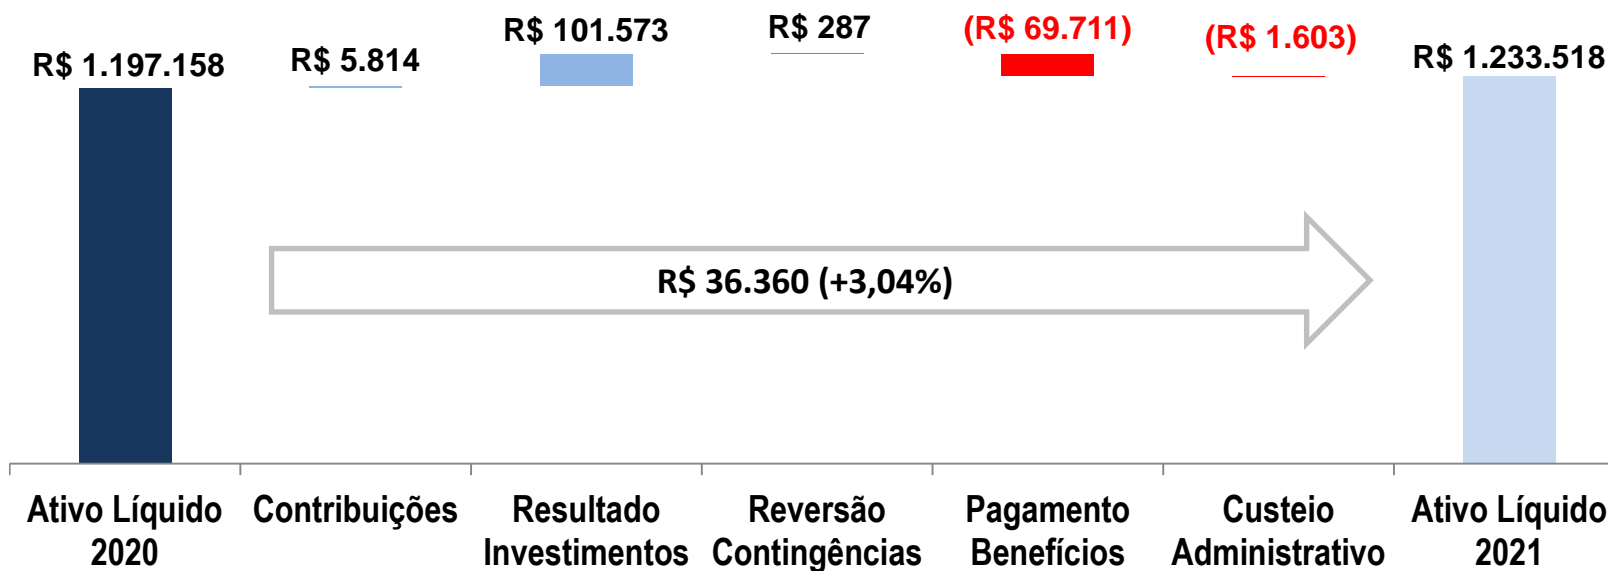 R$ 1.197.158
R$ 5.814
R$ 101.573
R$ 287
(R$ 69.711)
(R$ 1.603)
R$ 1.233.518
R$ 36.360 (+3,04%)
Ativo Líquido
2020
Contribuições
Resultado
Investimentos
Reversão
Contingências
Pagamento
Benefícios
Custeio
Administrativo
Ativo Líquido
2021